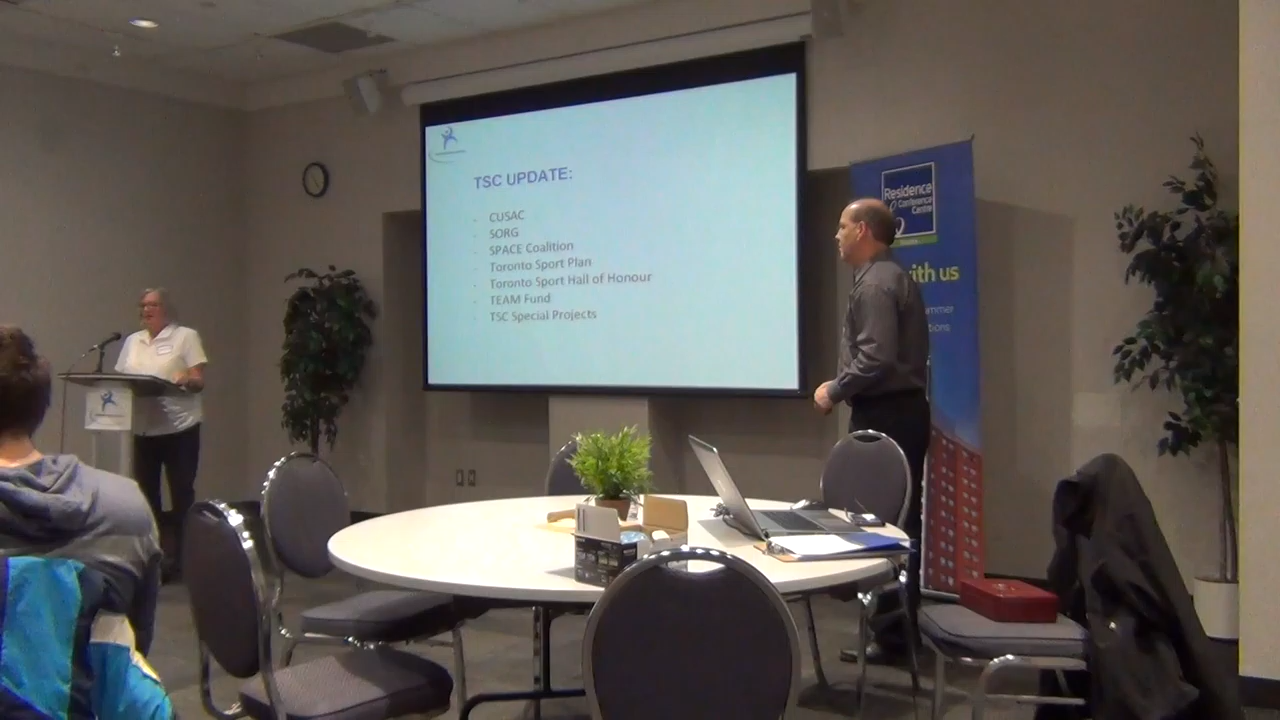 TSC UPDATE:
- CUSAC
- SORG
- SPACE Coalition
- Toronto Sport Plan
- Toronto Sport Hall of Honour
- TEAM Fund
- TSC Special Projects
Residence
& Conference
Centre
with us